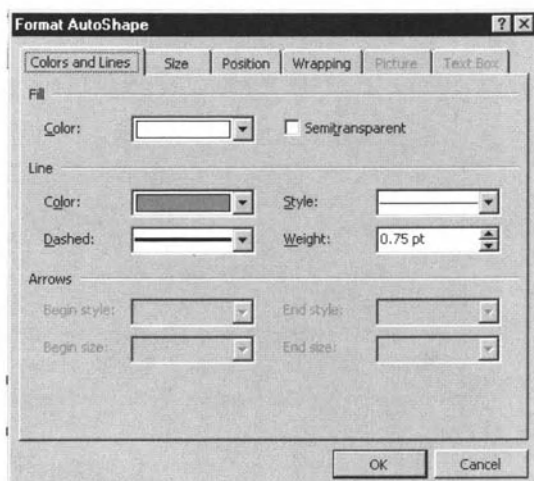 Format AutoShape
Colors and Lines Size Position Wrapping Picture Text Box
Fill
Color: Semitransparent
Line
Color: Style:
Dashed: Weight: 0.75 pt
Arrows
Begin style: End style:
Begin size: End size:
OK Cancel